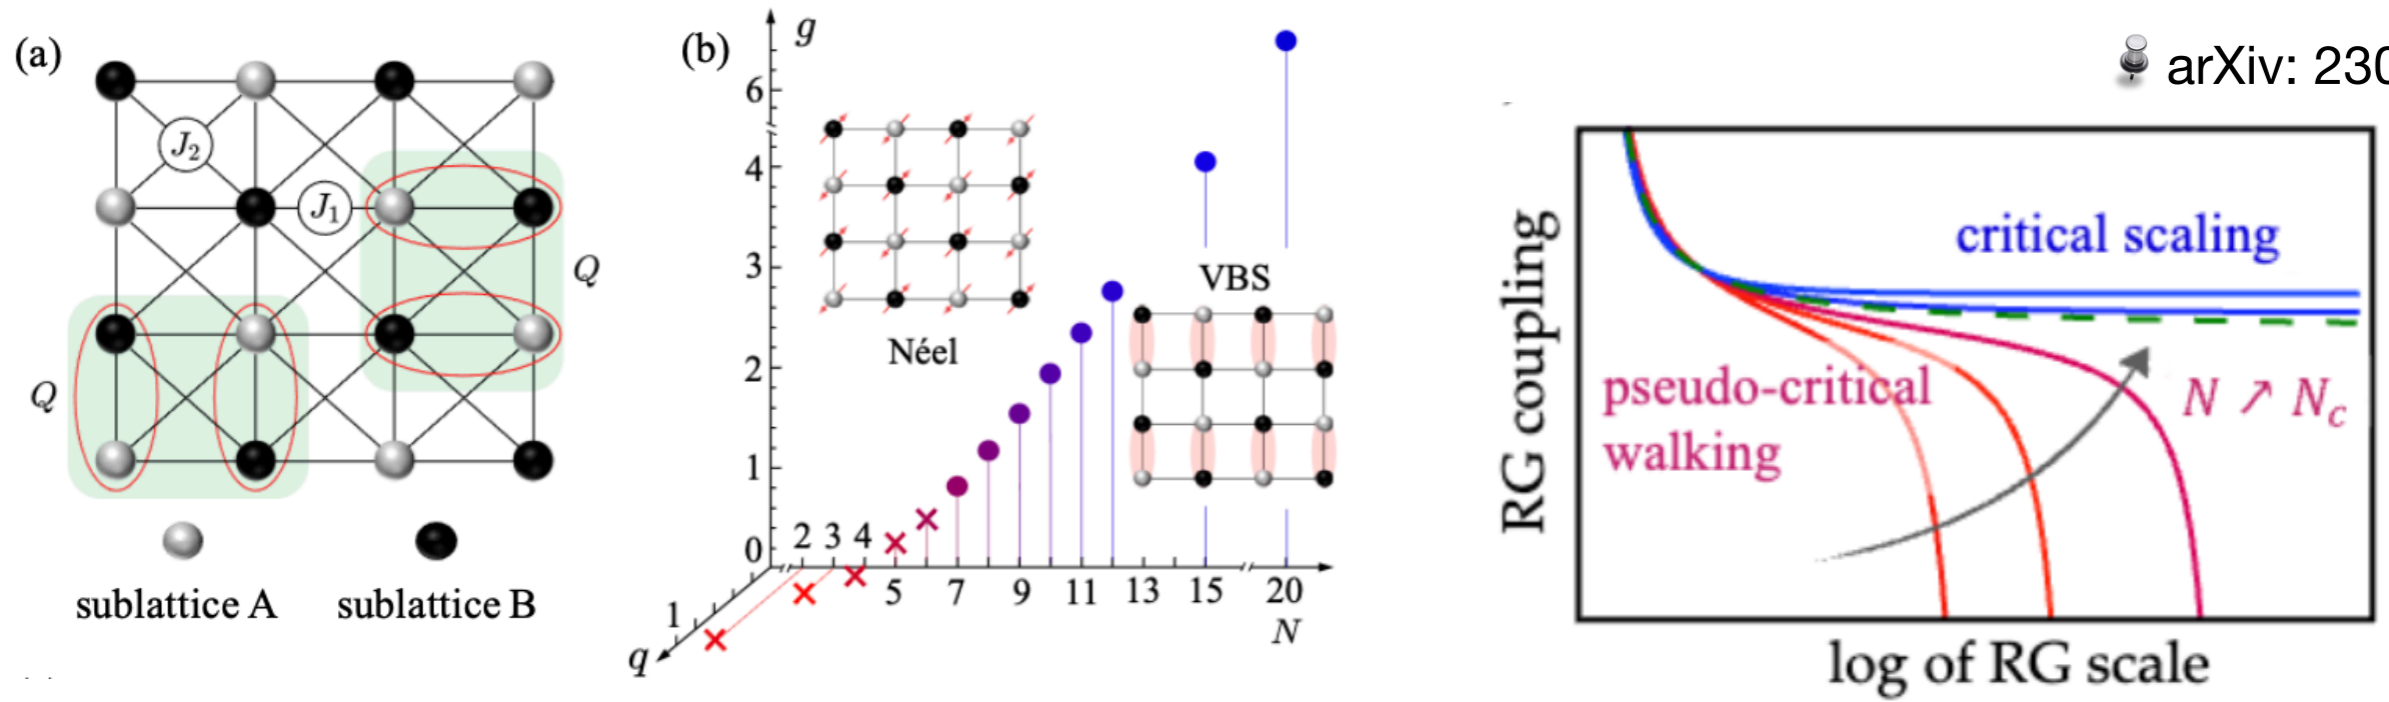 (a)
J₂
J₁
Q
Q
sublattice A
sublattice B
(b)
g
6
4
3
2
1
0
Néel
VBS
2 3 4
5 7 9 11 13 15 20
N
1
q
arXiv: 230
RG coupling
critical scaling
pseudo-critical
walking
N ↗ N_c
log of RG scale